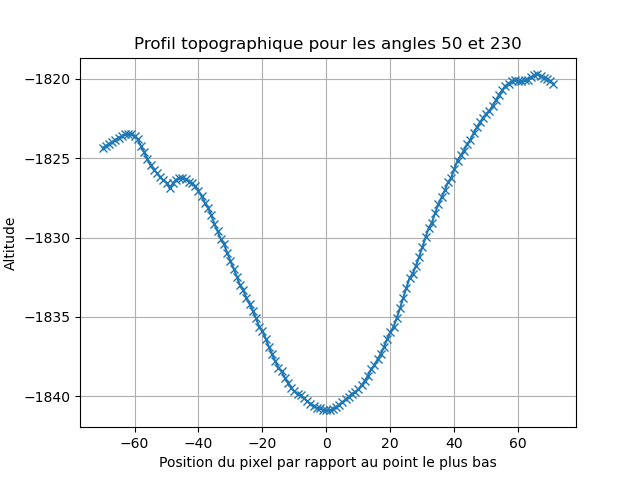 Profil topographique pour les angles 50 et 230
−1820
−1825
−1830
−1835
−1840
Altitude
−60 −40 −20 0 20 40 60
Position du pixel par rapport au point le plus bas